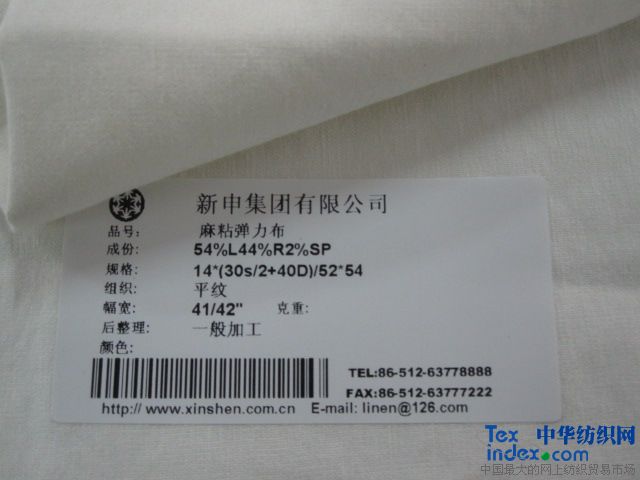 新申集团有限公司
品号: 麻粘弹力布
成份: 54%L44%R2%SP
规格: 14*(30s/2+40D)/52*54
组织: 平纹
幅宽: 41/42" 克重:
后整理: 一般加工
颜色:
TEL:86-512-63778888
FAX:86-512-63777222
http://www.xinshen.com.cn E-mail: linen@126.com
Tex 中华纺织网
index.com
中国最大的网上纺织贸易市场